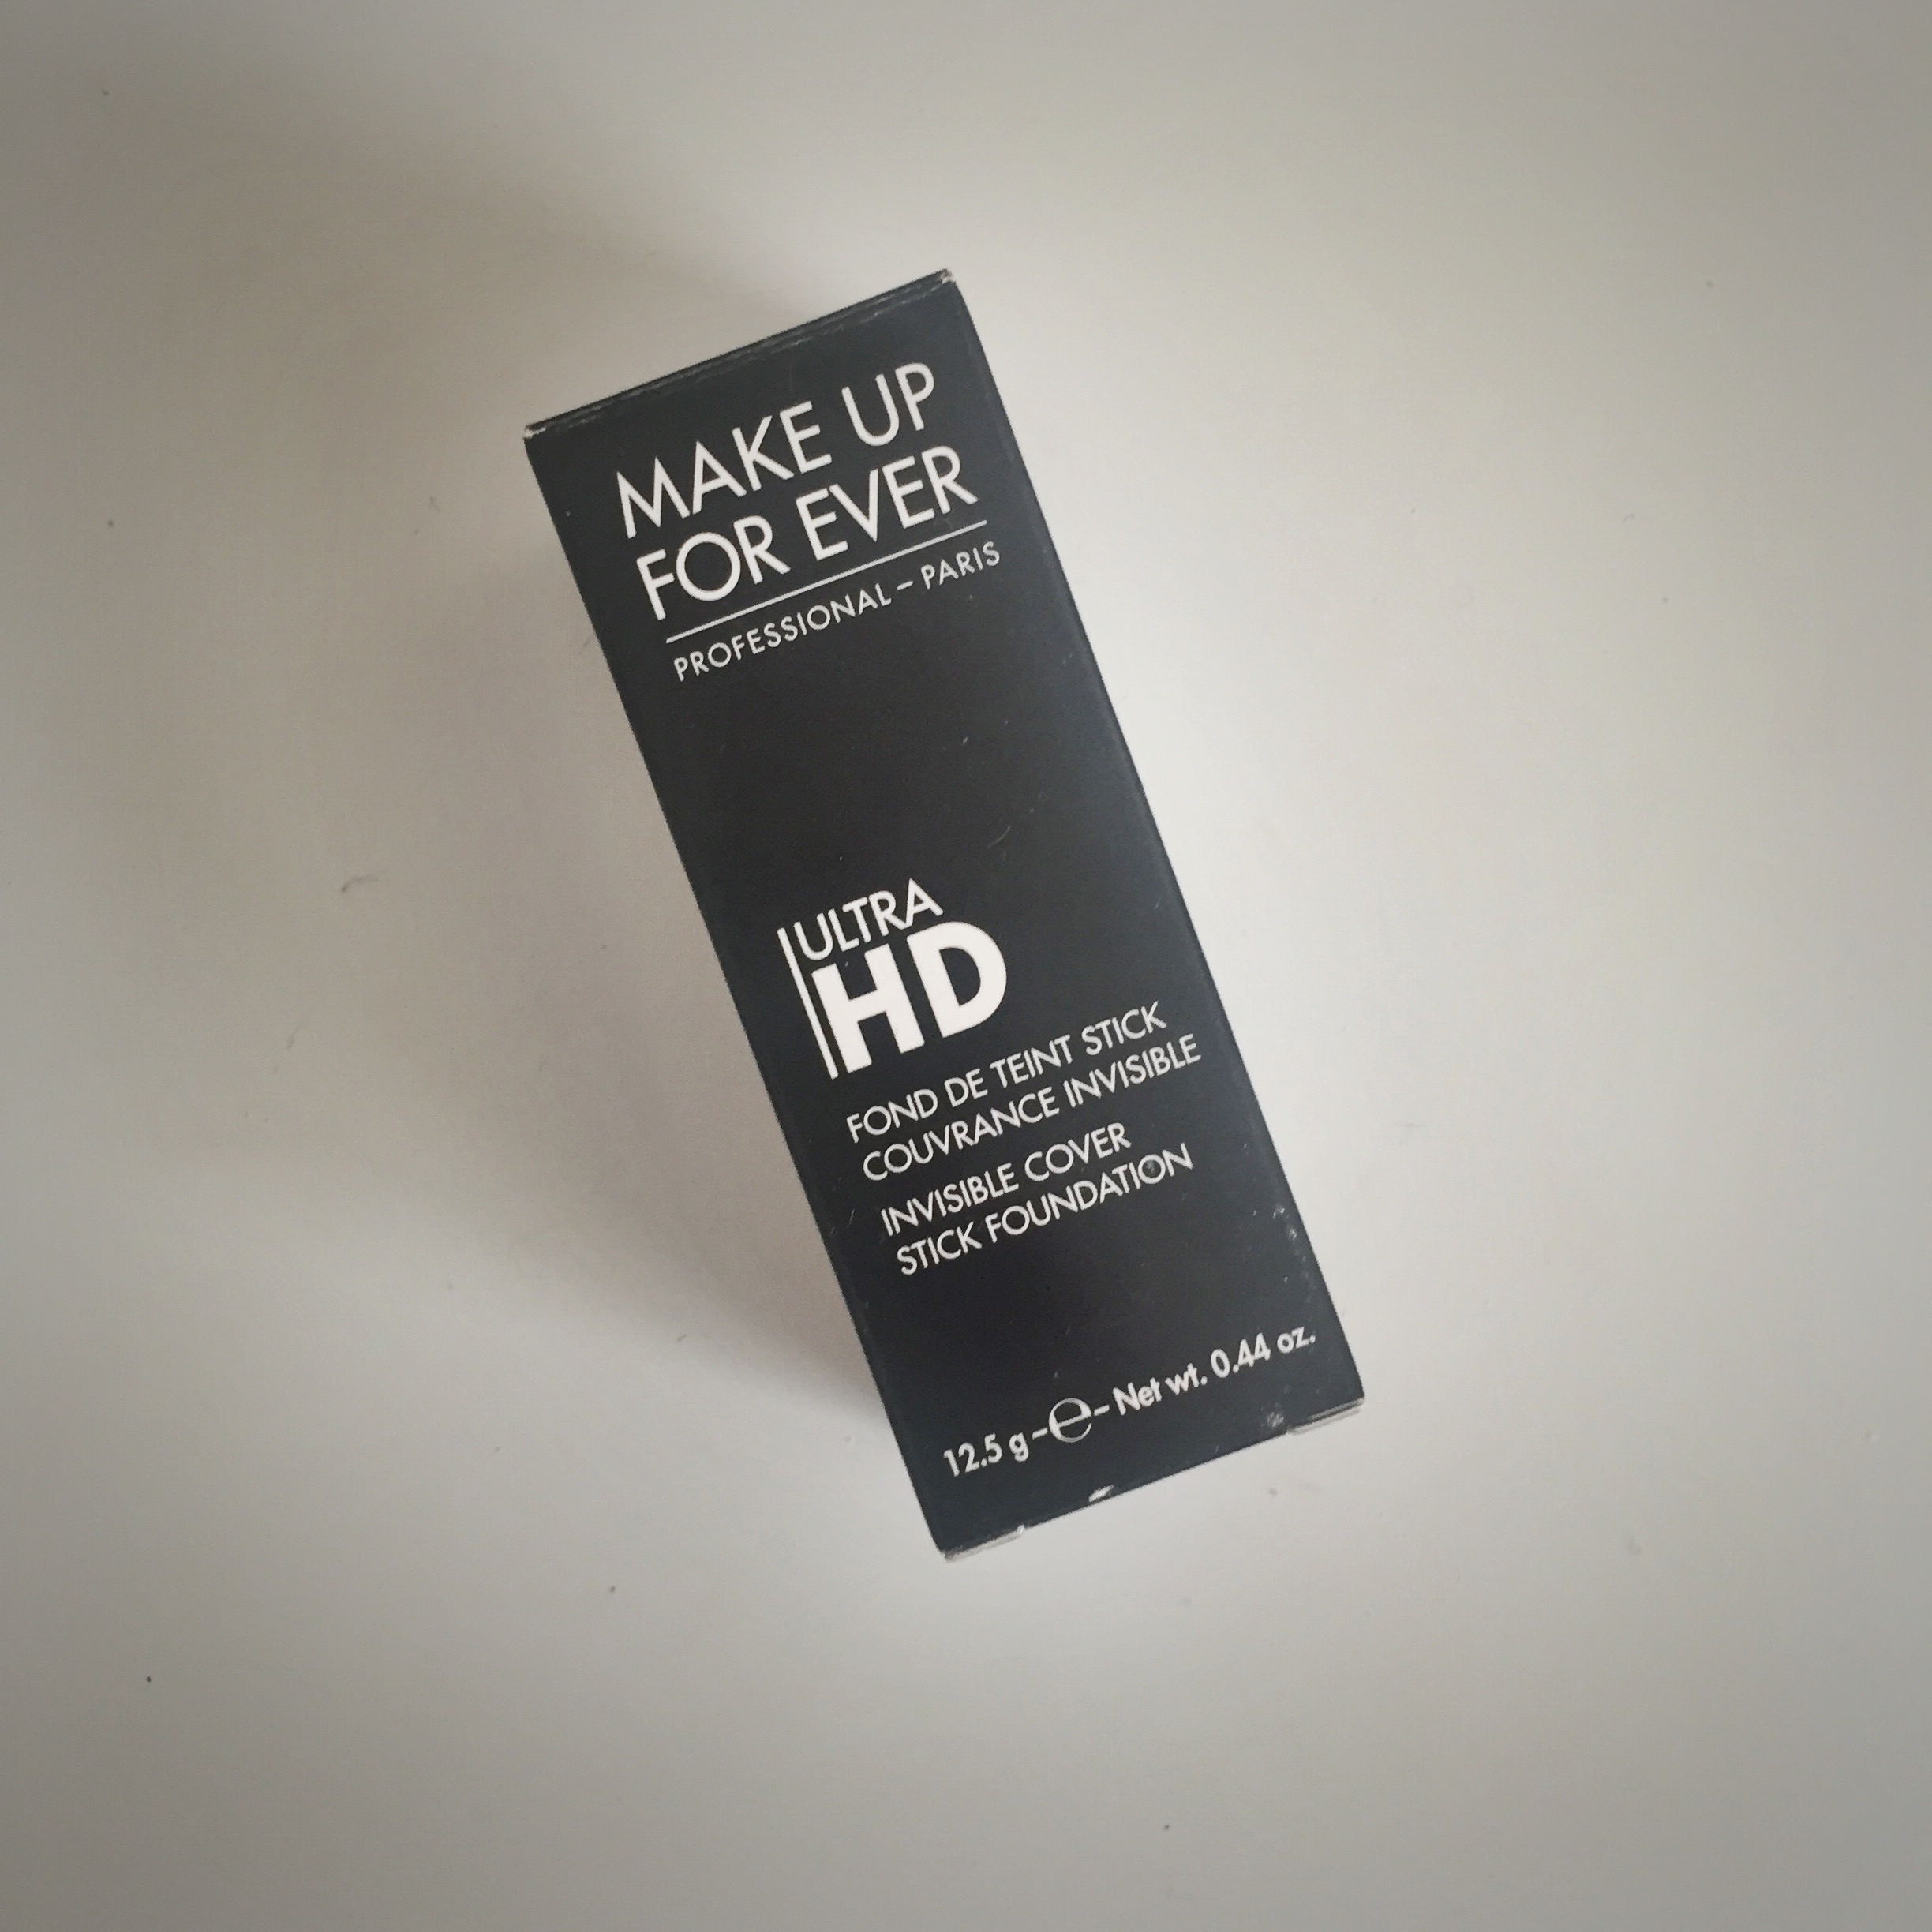 MAKE UP
FOR EVER
PROFESSIONAL – PARIS
ULTRA
HD
FOND DE TEINT STICK
COUVRANCE INVISIBLE
INVISIBLE COVER
STICK FOUNDATION
12.5 g – e – Net wt. 0.44 oz.